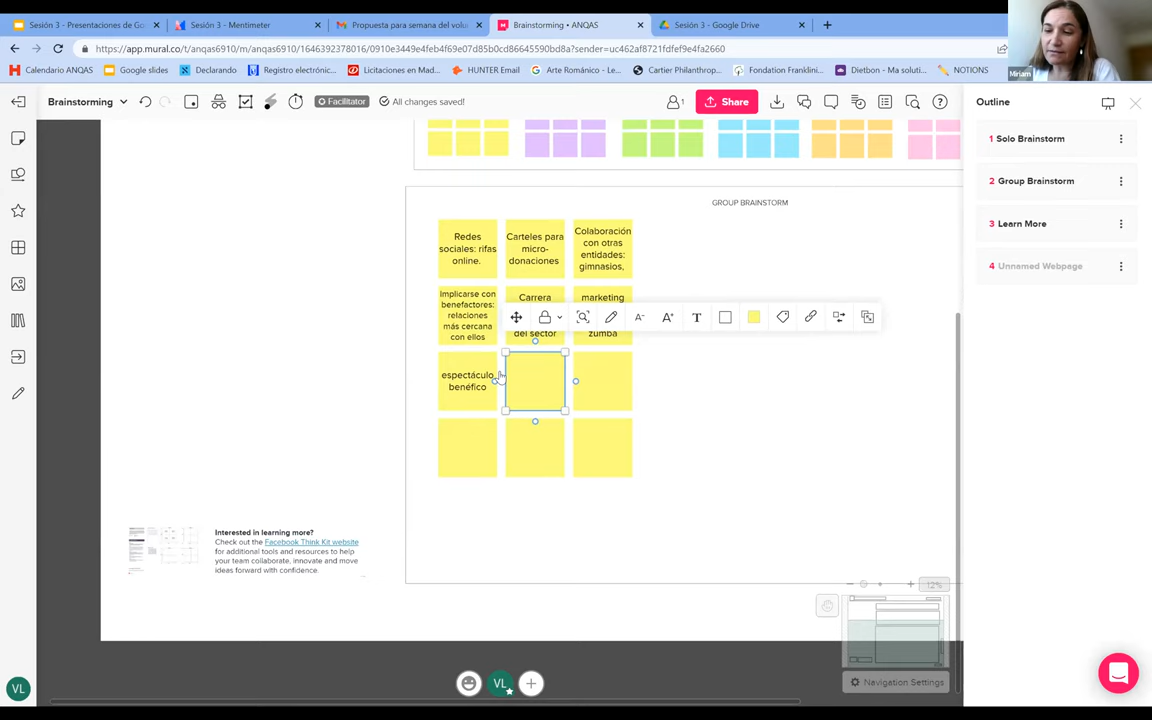 Sesión 3 - Presentes de Go
Sesión 3 - Mentimeter
Propuesta para semana del volu
Brainstorming • ANQAS
Sesión 3 - Google Drive
https://app.mural.co/t/anqas6910/m/anqas6910/1646392378016/0910e3449e4feb4f69e07d85b0cd86645590bd8a?sender=uc462af8721fdfef9e4fa2660
Calendario ANQAS
Google slides
Declarando
Registro electrónic...
Licitaciones en Mad...
HUNTER Email
Arte Románico - Le...
Cartier Philanthrop...
Fondation Franklini...
Dietbon - Ma soluti...
NOTIONS
Miriam
Brainstorming
Facilitator
All changes saved!
1
Share
Outline
1 Solo Brainstorm
2 Group Brainstorm
3 Learn More
4 Unnamed Webpage
GROUP BRAINSTORM
Redes
sociales: rifas
online.
Carteles para
micro-
donaciones
Colaboración
con otras
entidades:
gimnasios,
Implicarse con
benefactores:
relaciones
más cercana
con ellos
Carrera
del sector
marketing
zumba
espectáculo
benéfico
Interested in learning more?
Check out the Facebook Think Kit website
for additional tools and resources to help
your team collaborate, innovate and move
ideas forward with confidence.
12%
Navigation Settings
VL
VL